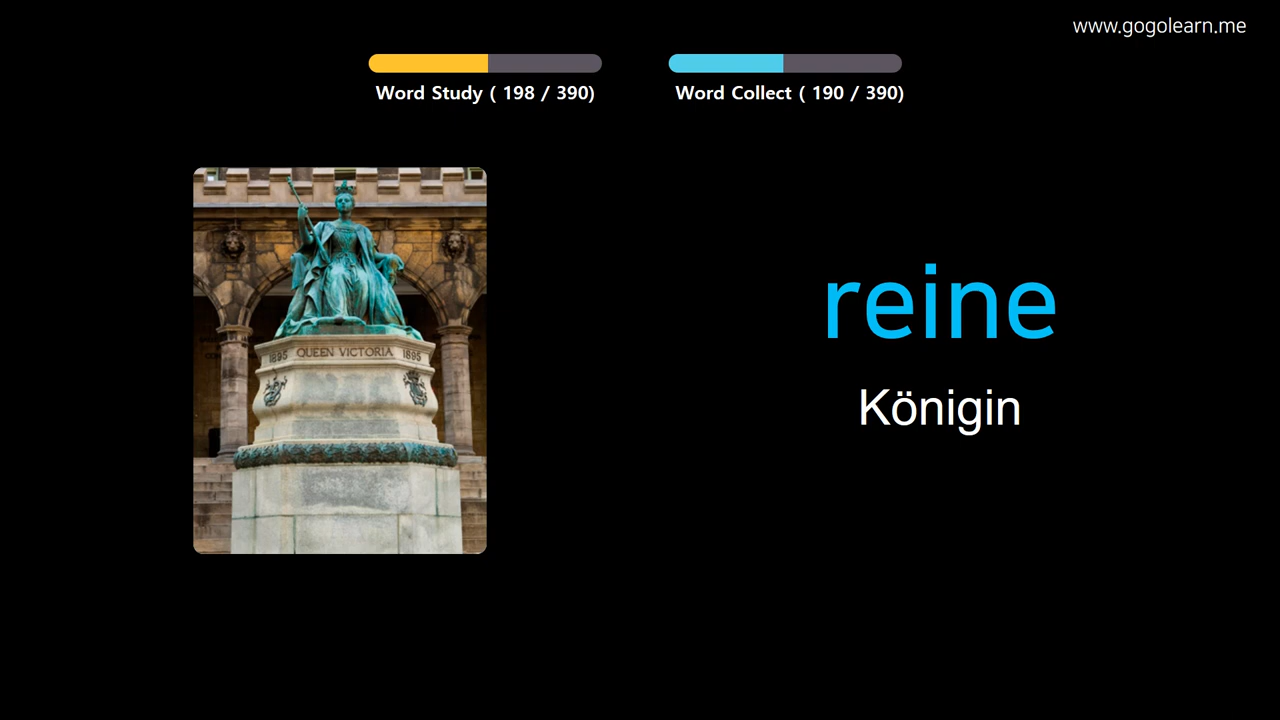 www.gogolearn.me
Word Study ( 198 / 390)
Word Collect ( 190 / 390)
1895 QUEEN VICTORIA 1895
reine
Königin